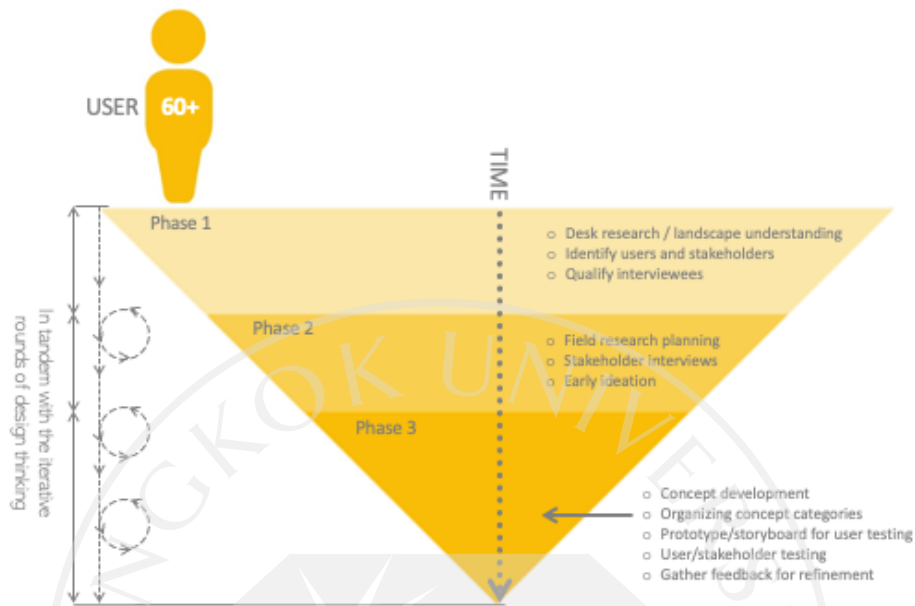 USER 60+
TIME
Phase 1
o Desk research / landscape understanding
o Identify users and stakeholders
o Qualify interviewees
Phase 2
o Field research planning
o Stakeholder interviews
o Early ideation
Phase 3
o Concept development
o Organizing concept categories
o Prototype/storyboard for user testing
o User/stakeholder testing
o Gather feedback for refinement
In tandem with the iterative
rounds of design thinking
NGKOK UNIVERS